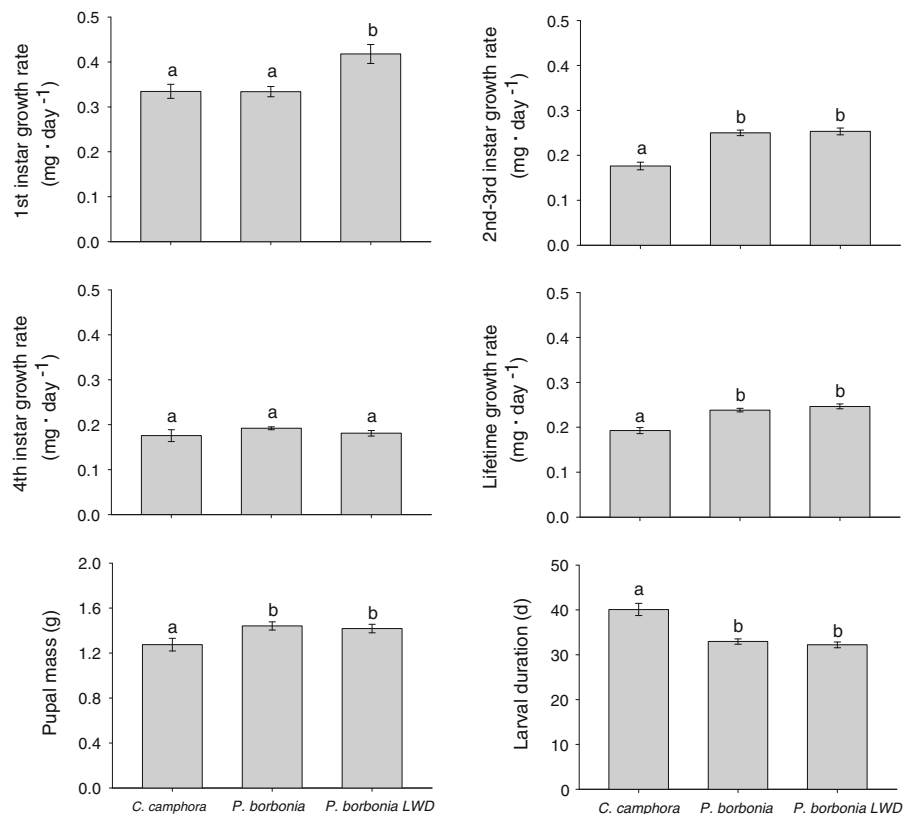 1st instar growth rate
(mg · day -1)
0.5
0.4
0.3
0.2
0.1
0.0
a
a
b
2nd-3rd instar growth rate
(mg · day -1)
0.5
0.4
0.3
0.2
0.1
0.0
a
b
b
4th instar growth rate
(mg · day -1)
0.5
0.4
0.3
0.2
0.1
0.0
a
a
a
Lifetime growth rate
(mg · day -1)
0.5
0.4
0.3
0.2
0.1
0.0
a
b
b
Pupal mass (g)
2.0
1.6
1.2
0.8
0.4
0.0
a
b
b
C. camphora
P. borbonia
P. borbonia LWD
Larval duration (d)
50
40
30
20
10
0
a
b
b
C. camphora
P. borbonia
P. borbonia LWD